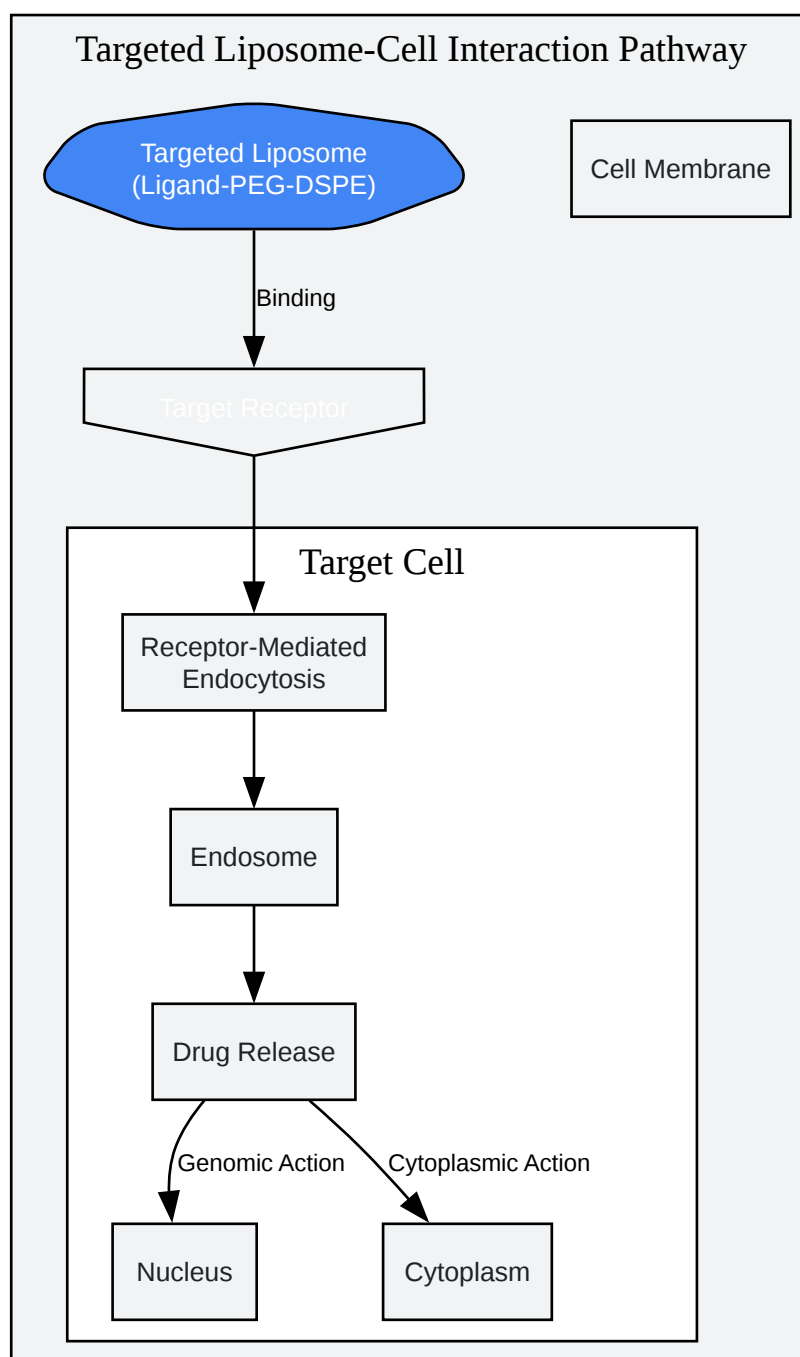 Targeted Liposome-Cell Interaction Pathway
Targeted Liposome
(Ligand-PEG-DSPE)
Cell Membrane
Binding
Target Receptor
Target Cell
Receptor-Mediated
Endocytosis
Endosome
Drug Release
Genomic Action
Cytoplasmic Action
Nucleus
Cytoplasm